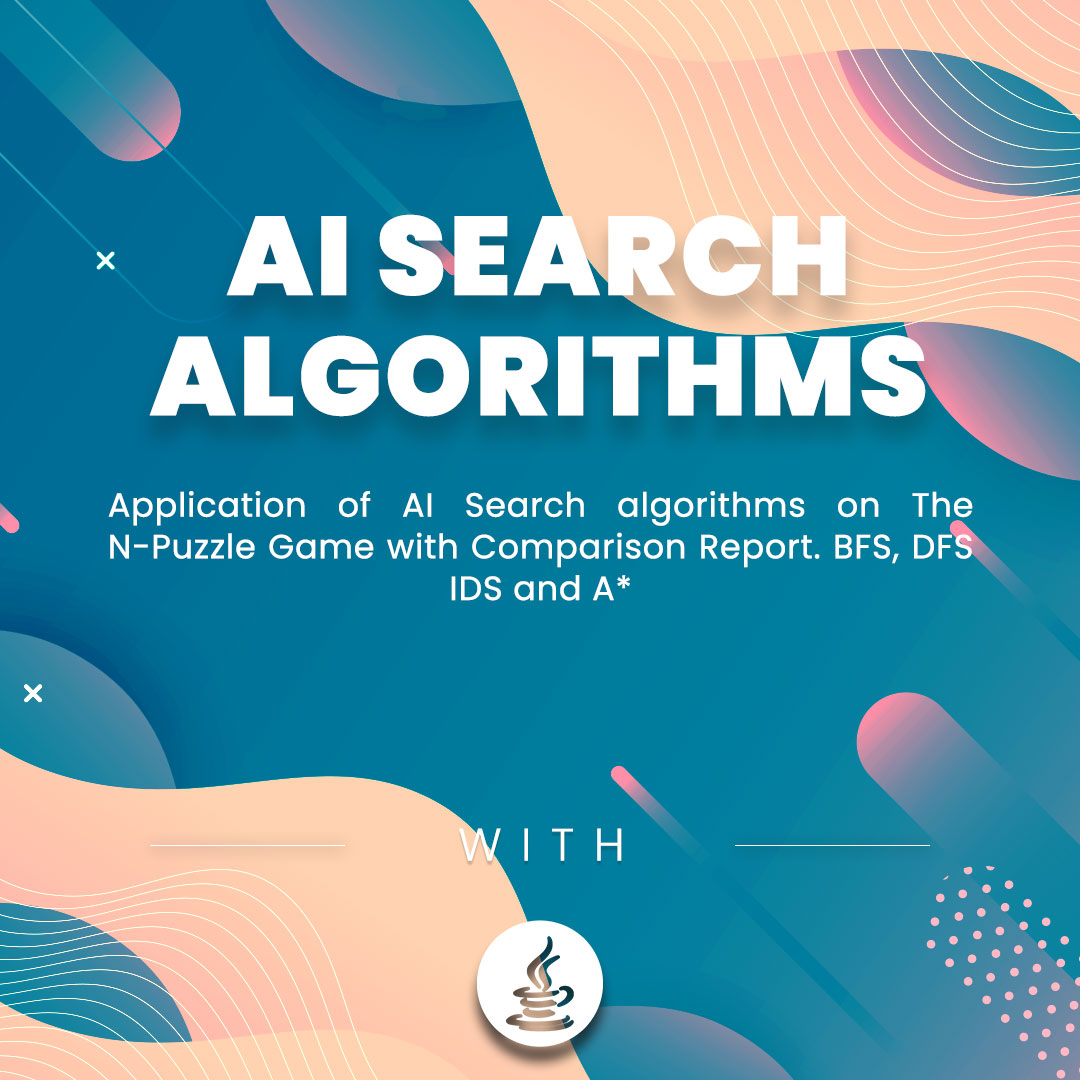 AI SEARCH
ALGORITHMS
Application of AI Search algorithms on The
N-Puzzle Game with Comparison Report. BFS, DFS
IDS and A*
WITH